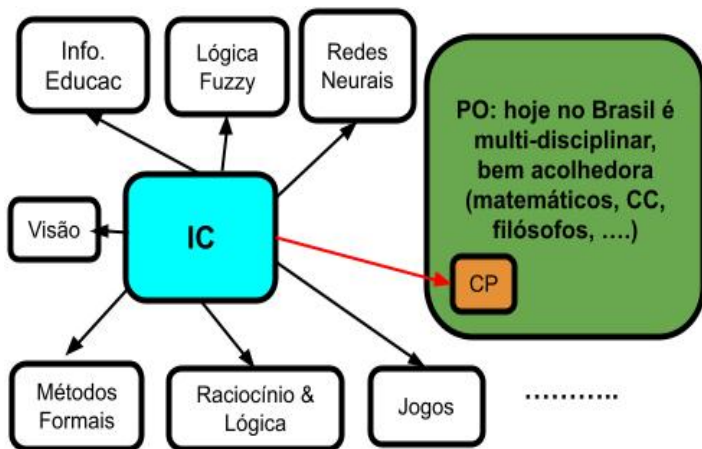 Info.
Educac
Lógica
Fuzzy
Redes
Neurais
PO: hoje no Brasil é
multi-disciplinar,
bem acolhedora
(matemáticos, CC,
filósofos, ....)
Visão
IC
CP
Métodos
Formais
Raciocínio &
Lógica
Jogos
...........